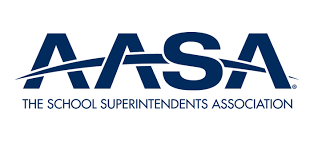 AASA®
THE SCHOOL SUPERINTENDENTS ASSOCIATION